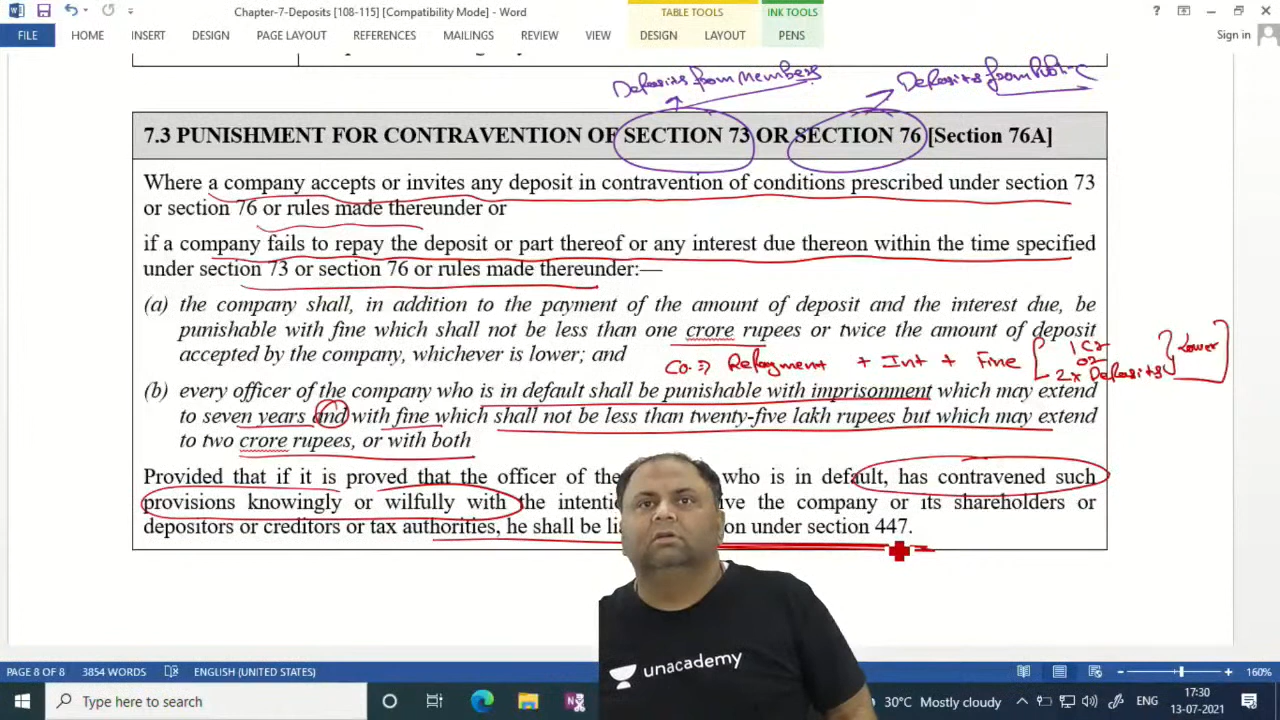 Chapter-7-Deposits [108-115] [Compatibility Mode] - Word
TABLE TOOLS
INK TOOLS
?
FILE HOME INSERT DESIGN PAGE LAYOUT REFERENCES MAILINGS REVIEW VIEW DESIGN LAYOUT PENS
Sign in
Deposits from Members
Deposits from Public
7.3 PUNISHMENT FOR CONTRAVENTION OF SECTION 73 OR SECTION 76 [Section 76A]
Where a company accepts or invites any deposit in contravention of conditions prescribed under section 73
or section 76 or rules made thereunder or
if a company fails to repay the deposit or part thereof or any interest due thereon within the time specified
under section 73 or section 76 or rules made thereunder:—
(a) the company shall, in addition to the payment of the amount of deposit and the interest due, be
punishable with fine which shall not be less than one crore rupees or twice the amount of deposit
accepted by the company, whichever is lower; and
Co. ⇒ Repayment + Int + Fine
1 Cr
or
2x Deposits
Lower
(b) every officer of the company who is in default shall be punishable with imprisonment which may extend
to seven years and with fine which shall not be less than twenty-five lakh rupees but which may extend
to two crore rupees, or with both
Provided that if it is proved that the officer of the who is in default, has contravened such
provisions knowingly or wilfully with the the company or its shareholders or
depositors or creditors or tax authorities, he shall be under section 447.
unacademy
PAGE 8 OF 8 3854 WORDS ENGLISH (UNITED STATES) 160%
Type here to search
30°C Mostly cloudy ENG
17:30
13-07-2021